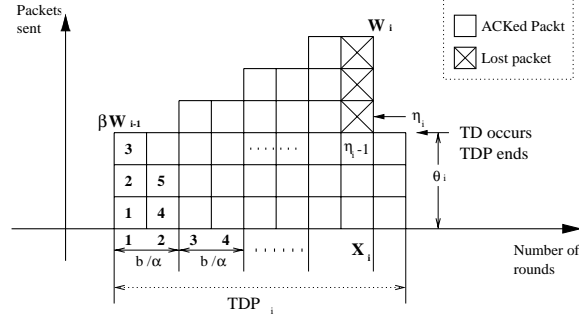 Packets
sent
W i
ACKed Packt
Lost packet
βW i-1
η i
TD occurs
TDP ends
3
.......
η i -1
2 5
θ i
1 4
1 2 3 4
.......
X i
Number of
rounds
b/α
b/α
TDP i